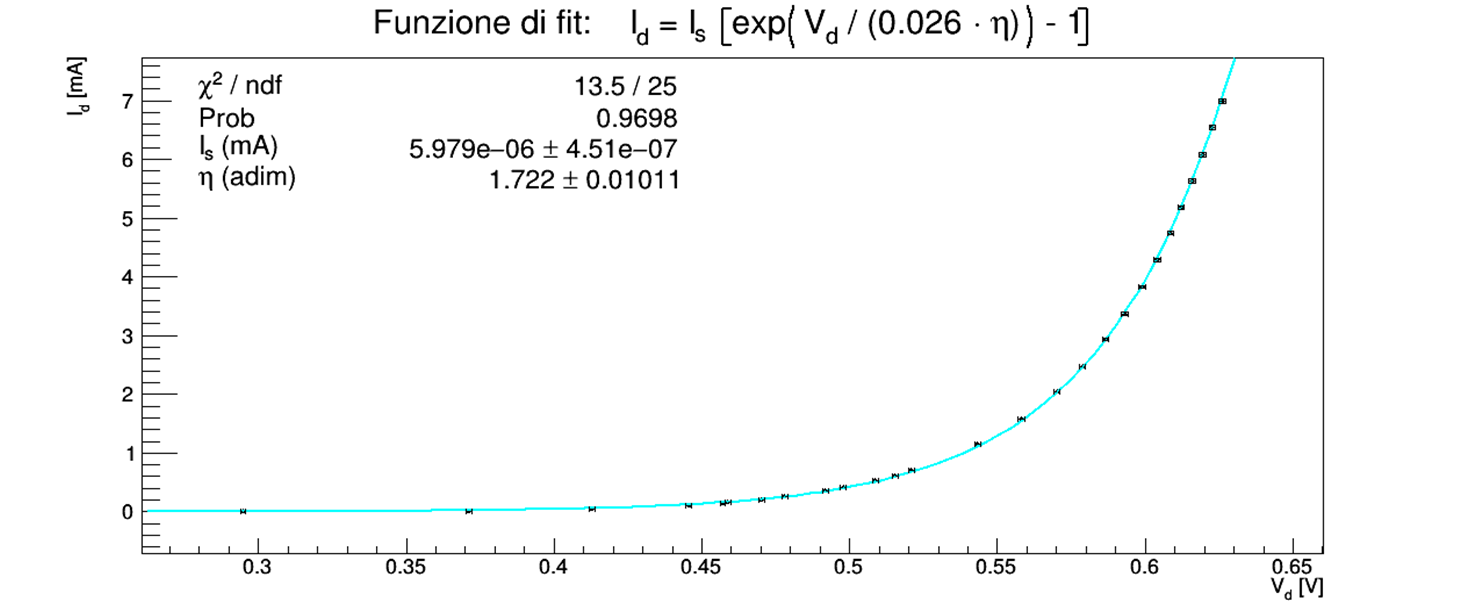 Funzione di fit: I_d = I_s [exp( V_d / (0.026 · η) ) - 1]
I_d [mA]
χ² / ndf 13.5 / 25
Prob 0.9698
I_s (mA) 5.979e−06 ± 4.51e−07
η (adim) 1.722 ± 0.01011
7
6
5
4
3
2
1
0
0.3 0.35 0.4 0.45 0.5 0.55 0.6 0.65
V_d [V]